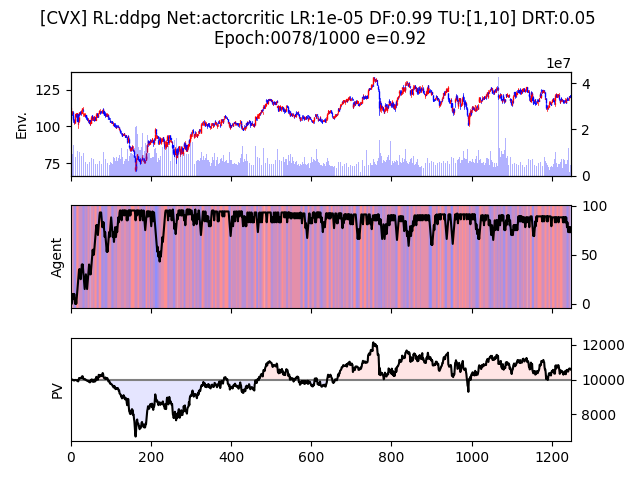 [CVX] RL:ddpg Net:actorcritic LR:1e-05 DF:0.99 TU:[1,10] DRT:0.05
Epoch:0078/1000 e=0.92
1e7
125
100
75
Env.
4
2
0
Agent
100
50
0
PV
12000
10000
8000
0 200 400 600 800 1000 1200